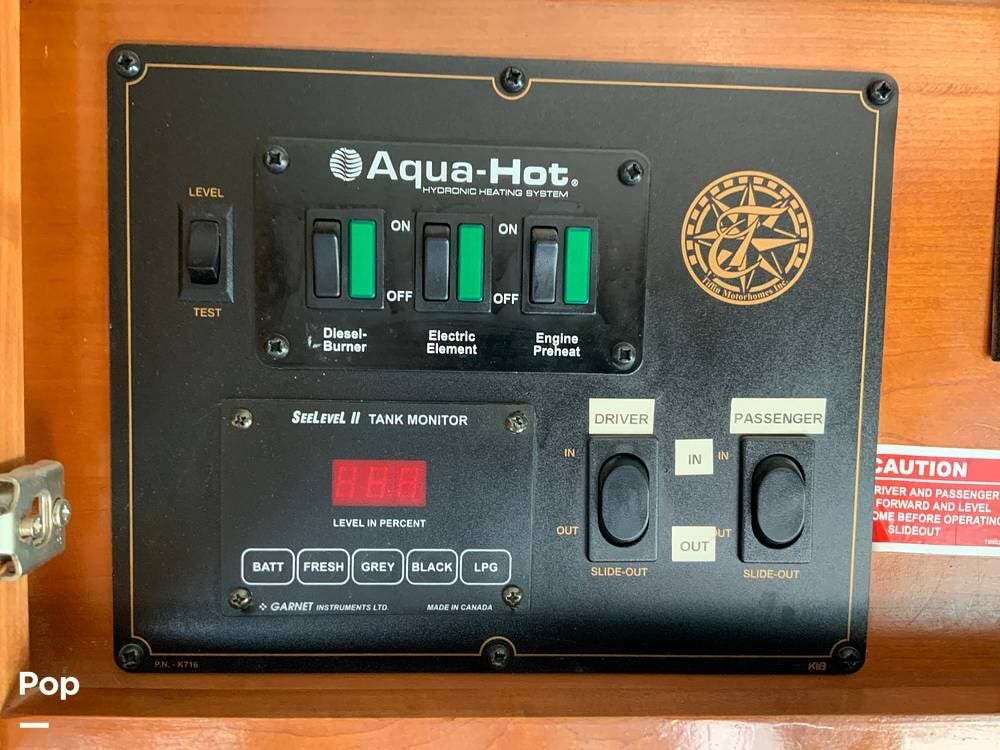 LEVEL
TEST
Aqua-Hot®
HYDRONIC HEATING SYSTEM
ON
ON
OFF
OFF
Diesel-
Burner
Electric
Element
Engine
Preheat
T
Tiffin Motorhomes Inc.
SEELEVEL II TANK MONITOR
LEVEL IN PERCENT
BATT
FRESH
GREY
BLACK
LPG
GARNET INSTRUMENTS LTD.
MADE IN CANADA
DRIVER
PASSENGER
IN
IN
IN
OUT
OUT
OUT
SLIDE-OUT
SLIDE-OUT
CAUTION
RIVER AND PASSENGER
FORWARD AND LEVEL
OME BEFORE OPERATING
SLIDEOUT
P.N. - K716
KIB
Pop